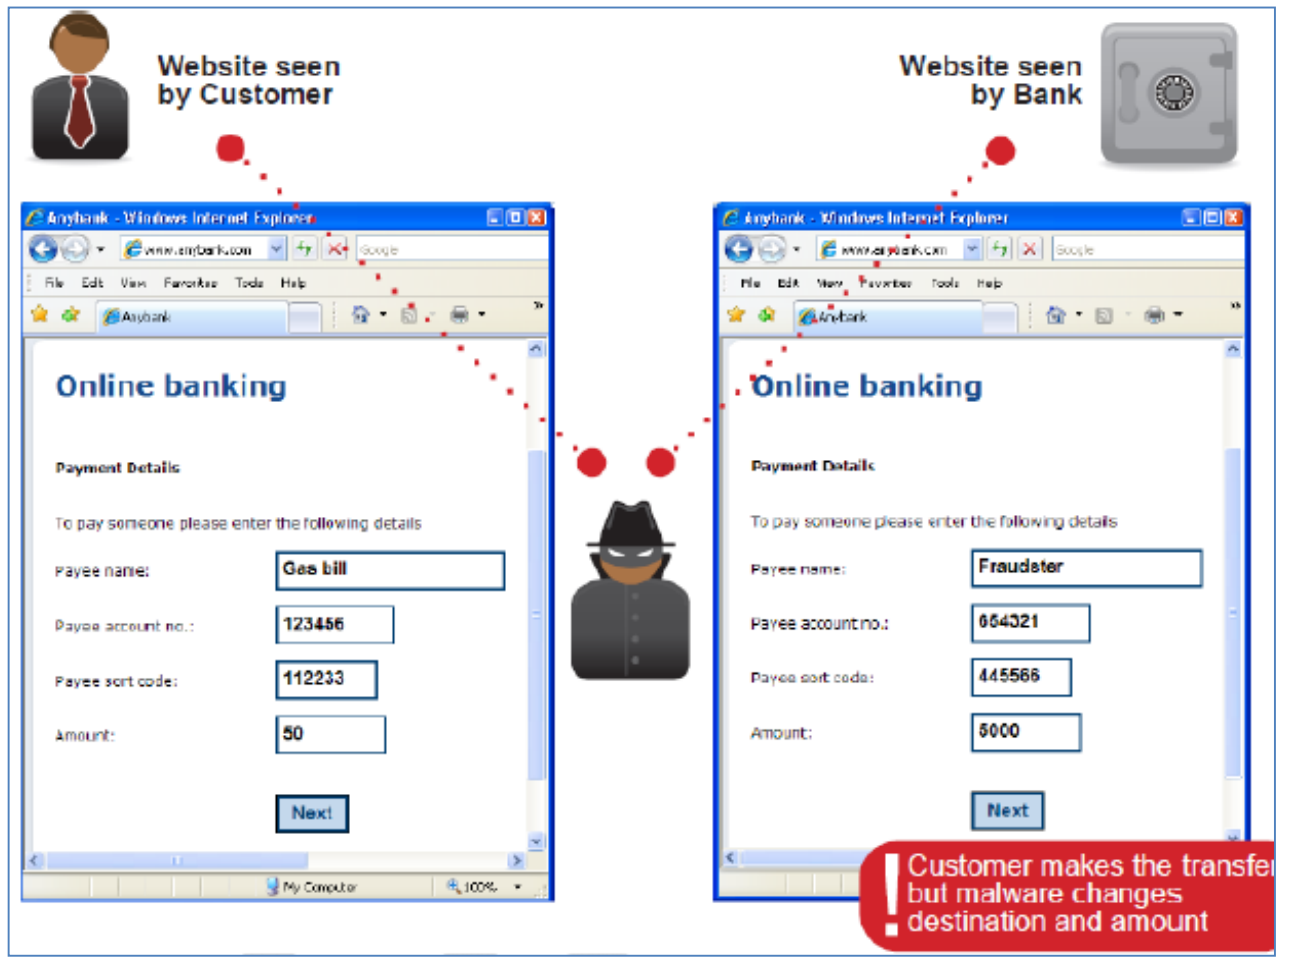 Website seen
by Customer
Website seen
by Bank
Anybank - Windows Internet Explorer
www.anybank.com
Google
File Edit View Favorites Tools Help
Anybank
Online banking
Payment Details
To pay someone please enter the following details
Payee name: Gas bill
Payee account no.: 123456
Payee sort code: 112233
Amount: 50
Next
My Computer 100%
Anybank - Windows Internet Explorer
www.anybank.com
Google
File Edit View Favorites Tools Help
Anybank
Online banking
Payment Details
To pay someone please enter the following details
Payee name: Fraudster
Payee account no.: 654321
Payee sort code: 445566
Amount: 5000
Next
! Customer makes the transfer
but malware changes
destination and amount